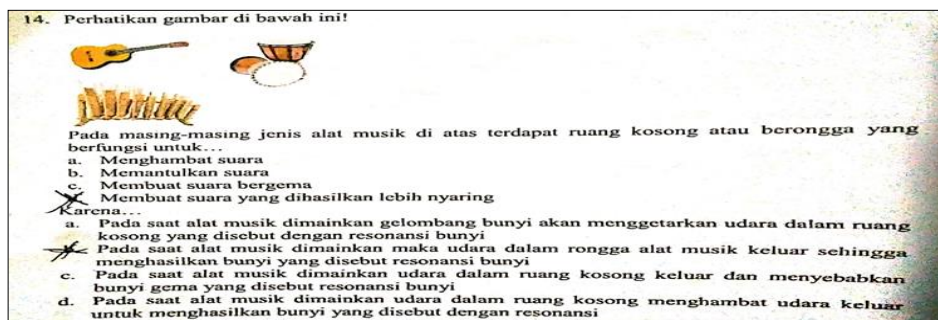 14. Perhatikan gambar di bawah ini!
Pada masing-masing jenis alat musik di atas terdapat ruang kosong atau berongga yang
berfungsi untuk...
a. Menghambat suara
b. Memantulkan suara
c. Membuat suara bergema
Membuat suara yang dihasilkan lebih nyaring
Karena...
a. Pada saat alat musik dimainkan gelombang bunyi akan menggetarkan udara dalam ruang
kosong yang disebut dengan resonansi bunyi
Pada saat alat musik dimainkan maka udara dalam rongga alat musik keluar sehingga
menghasilkan bunyi yang disebut resonansi bunyi
c. Pada saat alat musik dimainkan udara dalam ruang kosong keluar dan menyebabkan
bunyi gema yang disebut resonansi bunyi
d. Pada saat alat musik dimainkan udara dalam ruang kosong menghambat udara keluar
untuk menghasilkan bunyi yang disebut dengan resonansi